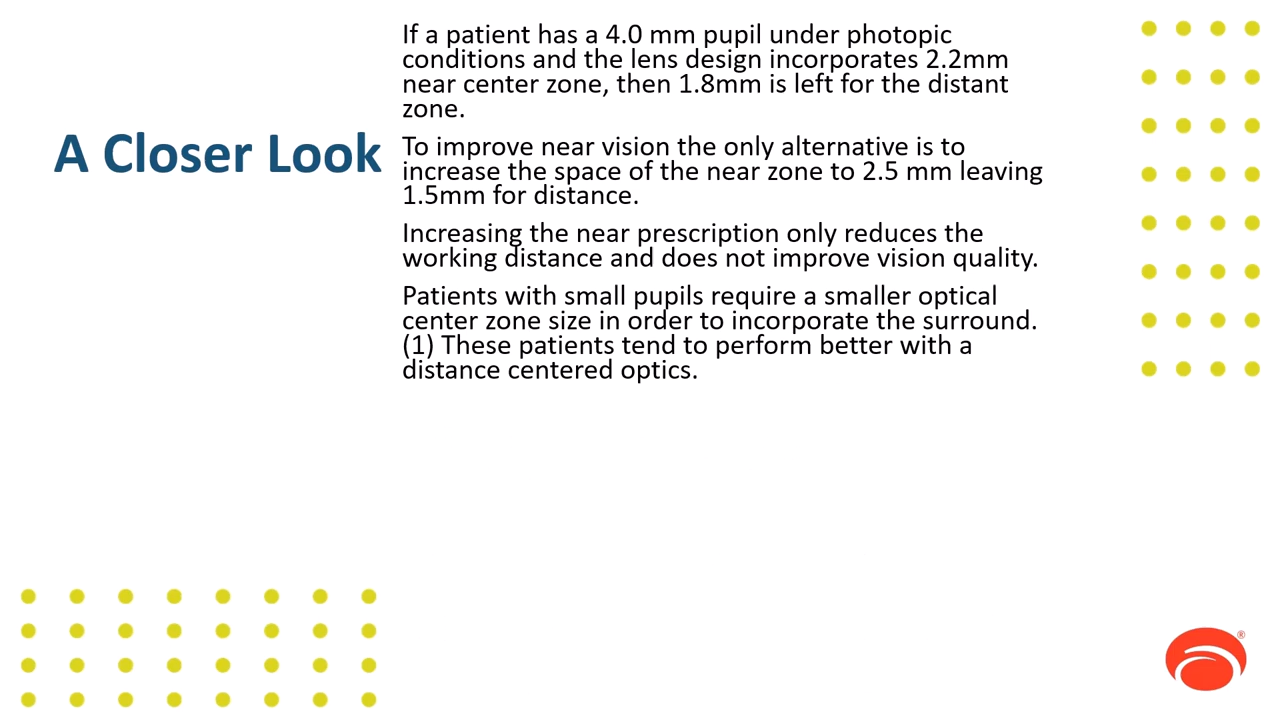 A Closer Look
If a patient has a 4.0 mm pupil under photopic
conditions and the lens design incorporates 2.2mm
near center zone, then 1.8mm is left for the distant
zone.
To improve near vision the only alternative is to
increase the space of the near zone to 2.5 mm leaving
1.5mm for distance.
Increasing the near prescription only reduces the
working distance and does not improve vision quality.
Patients with small pupils require a smaller optical
center zone size in order to incorporate the surround.
(1) These patients tend to perform better with a
distance centered optics.
®